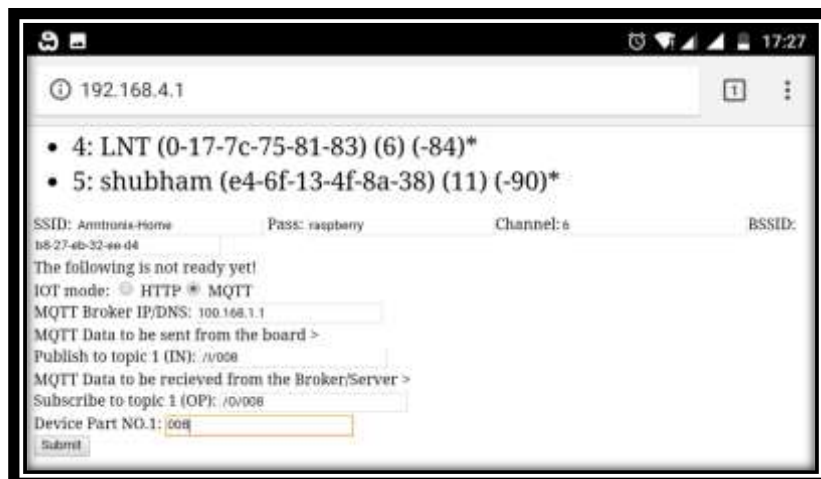 17:27
192.168.4.1
1
4: LNT (0-17-7c-75-81-83) (6) (-84)*
5: shubham (e4-6f-13-4f-8a-38) (11) (-90)*
SSID: Armtronix-Home Pass: raspberry Channel: 6 BSSID:
b8-27-eb-32-ee-d4
The following is not ready yet!
IOT mode: HTTP MQTT
MQTT Broker IP/DNS: 100.168.1.1
MQTT Data to be sent from the board >
Publish to topic 1 (IN): /I/008
MQTT Data to be recieved from the Broker/Server >
Subscribe to topic 1 (OP): /O/008
Device Part NO.1: 008
Submit